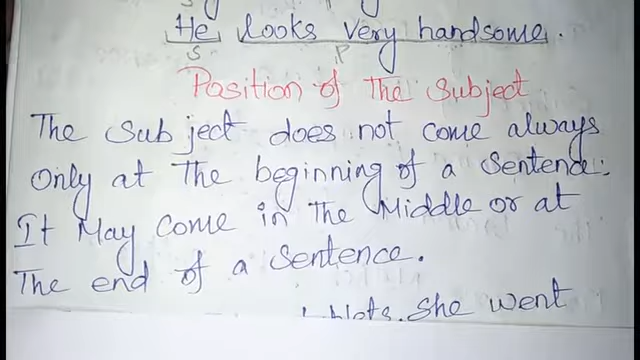 He looks very handsome.
S P
Position of The Subject
The Subject does not come always
only at The beginning of a Sentence.
It May Come in The Middle or at
The end of a Sentence.
She went